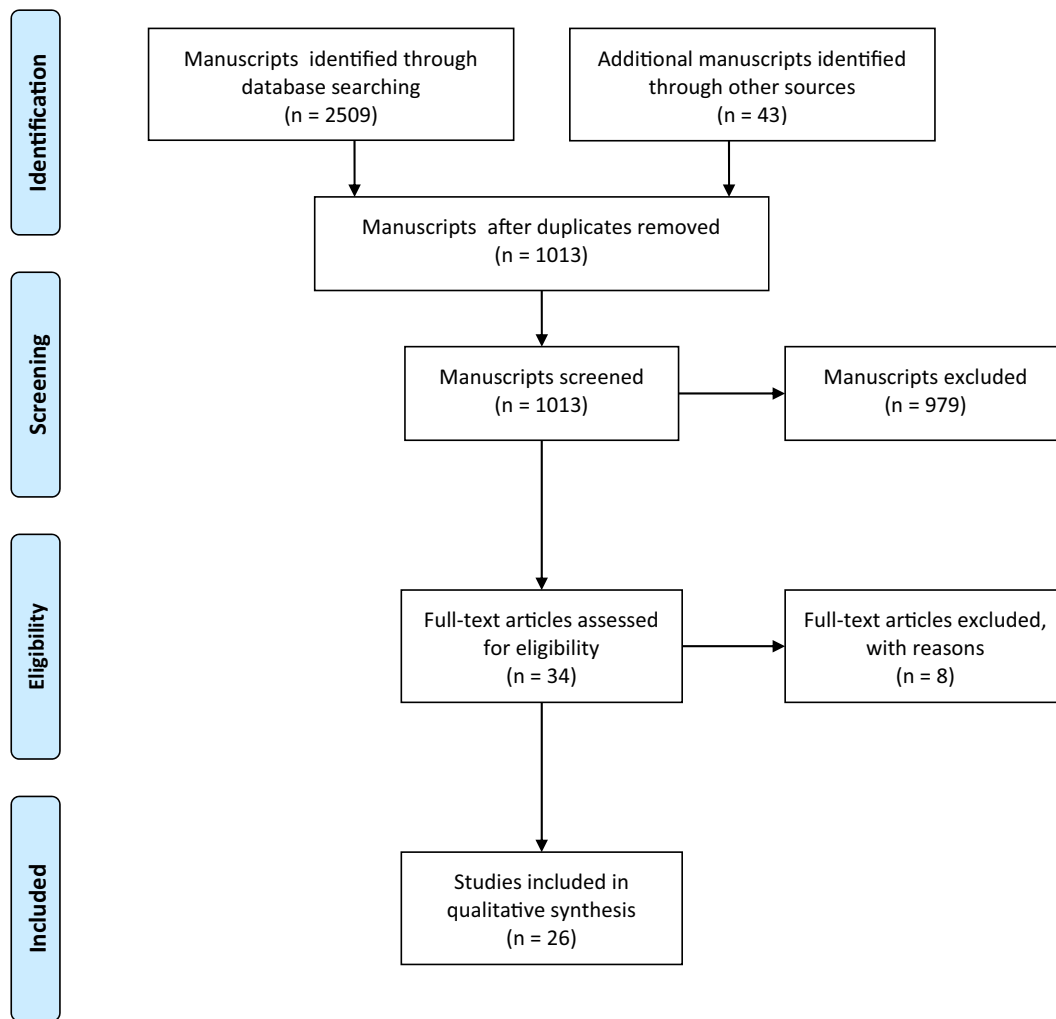 Identification
Manuscripts identified through
database searching
(n = 2509)
Additional manuscripts identified
through other sources
(n = 43)
Manuscripts after duplicates removed
(n = 1013)
Screening
Manuscripts screened
(n = 1013)
Manuscripts excluded
(n = 979)
Eligibility
Full-text articles assessed
for eligibility
(n = 34)
Full-text articles excluded,
with reasons
(n = 8)
Included
Studies included in
qualitative synthesis
(n = 26)